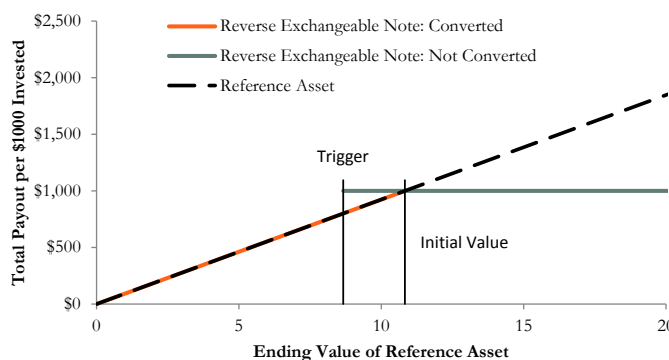 $2,500
$2,000
$1,500
$1,000
$500
$0
Total Payout per $1000 Invested
Reverse Exchangeable Note: Converted
Reverse Exchangeable Note: Not Converted
Reference Asset
Trigger
Initial Value
0 5 10 15 20
Ending Value of Reference Asset